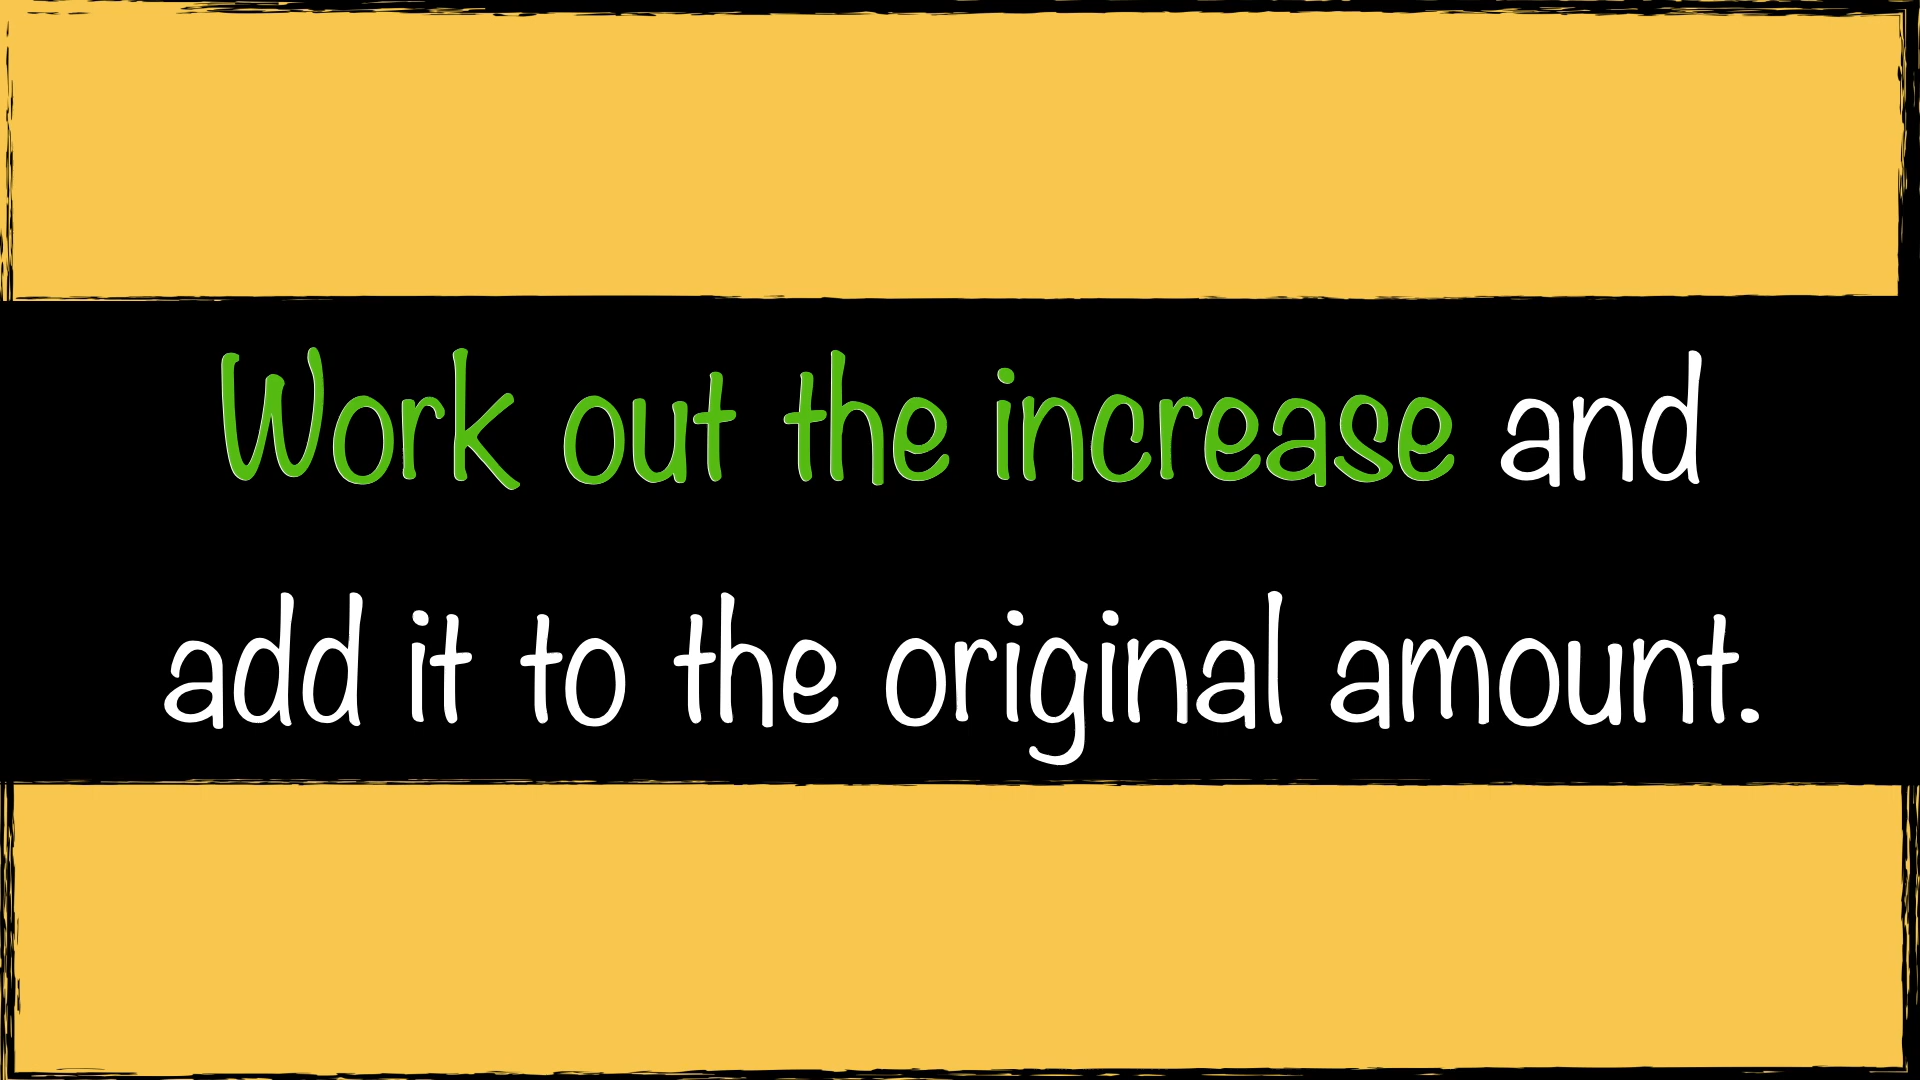 Work out the increase and
add it to the original amount.